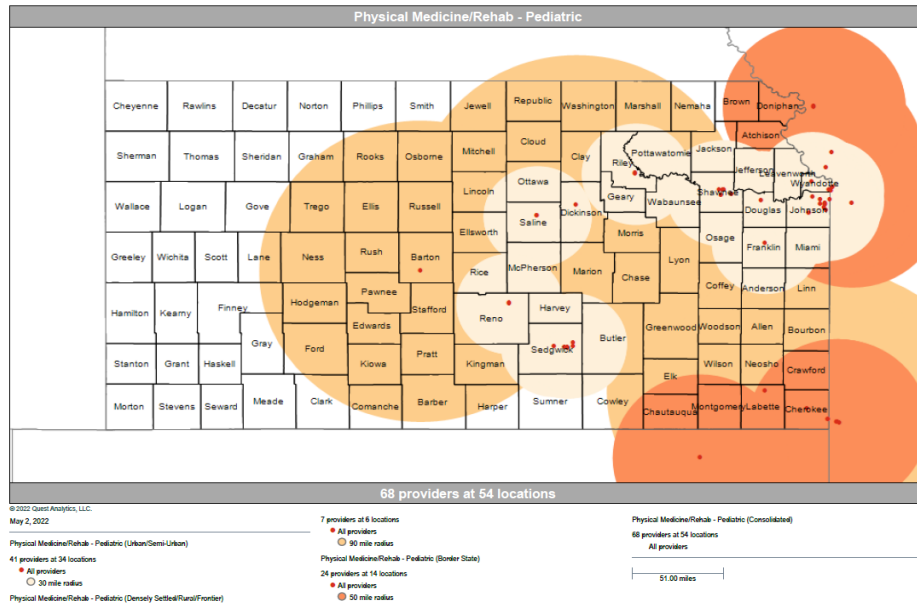 Physical Medicine/Rehab - Pediatric
Cheyenne Rawlins Decatur Norton Phillips Smith Jewell Republic Washington Marshall Nemaha Brown Doniphan
Atchison
Sherman Thomas Sheridan Graham Rooks Osborne Mitchell Cloud Clay Riley Pottawatomie Jackson Jefferson Leavenworth
Wyandotte
Ottawa
Lincoln
Shawnee
Wallace Logan Gove Trego Ellis Russell Saline Dickinson Geary Wabaunsee Douglas Johnson
Ellsworth
Morris
Osage
Franklin Miami
Greeley Wichita Scott Lane Ness Rush Barton Rice McPherson Marion Chase Lyon
Coffey Anderson Linn
Pawnee
Hamilton Kearny Finney Hodgeman Stafford Reno Harvey
Edwards
Gray Ford Sedgwick Butler Greenwood Woodson Allen Bourbon
Stanton Grant Haskell Kiowa Pratt Kingman Elk Wilson Neosho Crawford
Morton Stevens Seward Meade Clark Comanche Barber Harper Sumner Cowley Chautauqua Montgomery Labette Cherokee
68 providers at 54 locations
© 2022 Quest Analytics, LLC.
May 2, 2022
Physical Medicine/Rehab - Pediatric (Urban/Semi-Urban)
41 providers at 34 locations
All providers
30 mile radius
Physical Medicine/Rehab - Pediatric (Densely Settled/Rural/Frontier)
7 providers at 6 locations
All providers
90 mile radius
Physical Medicine/Rehab - Pediatric (Border State)
24 providers at 14 locations
All providers
50 mile radius
Physical Medicine/Rehab - Pediatric (Consolidated)
68 providers at 54 locations
All providers
51.00 miles